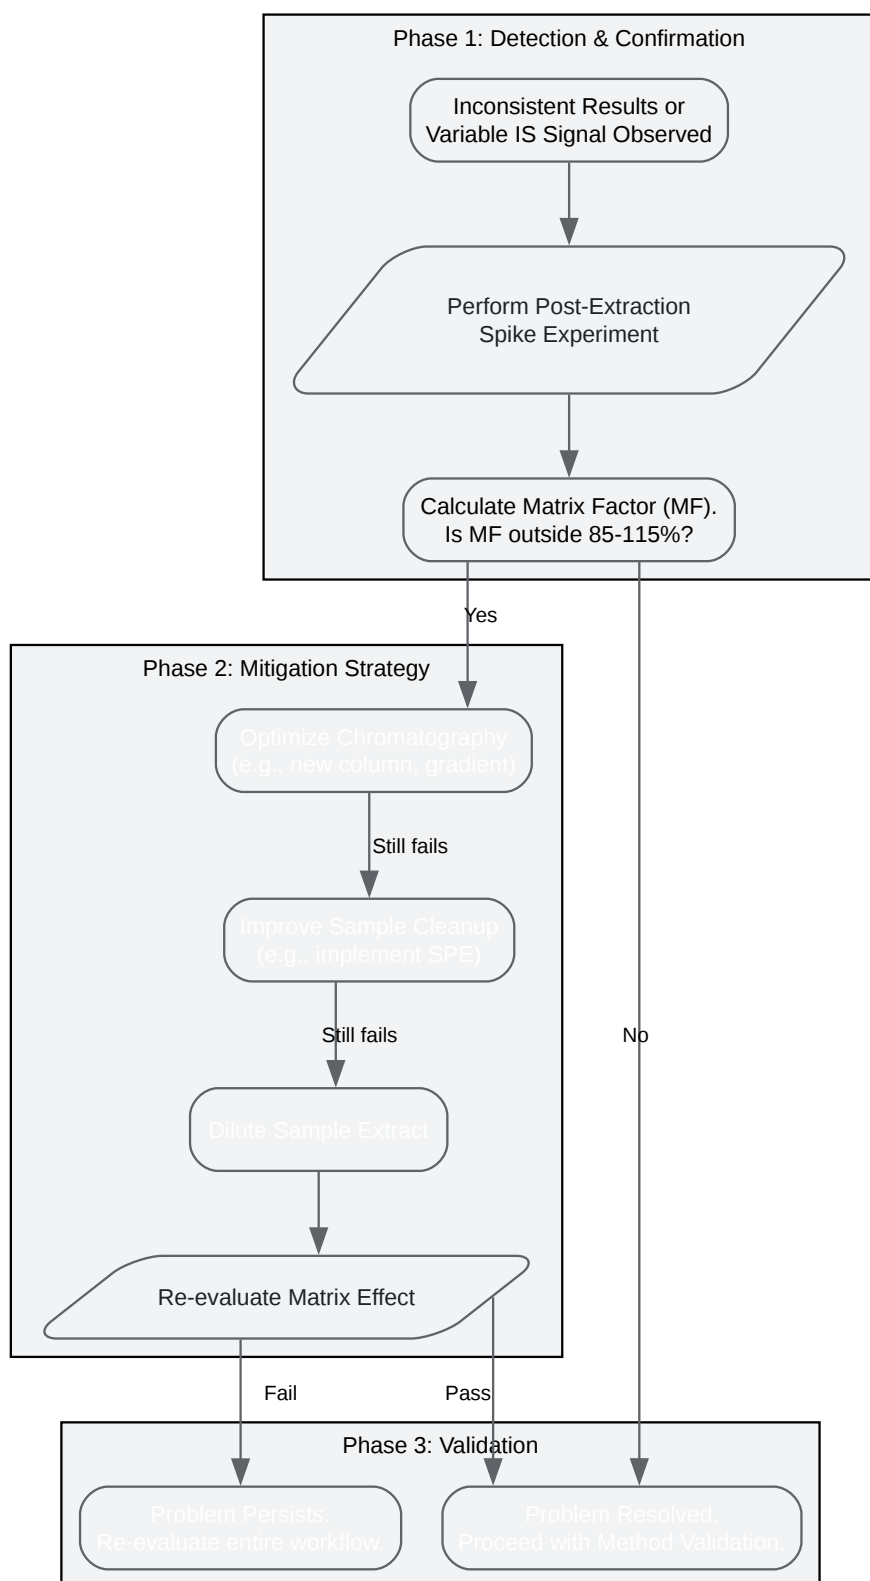 Phase 1: Detection & Confirmation
Inconsistent Results or
Variable IS Signal Observed
Perform Post-Extraction
Spike Experiment
Calculate Matrix Factor (MF).
Is MF outside 85-115%?
Yes
Phase 2: Mitigation Strategy
Optimize Chromatography
(e.g., new column, gradient)
Still fails
Improve Sample Cleanup
(e.g., implement SPE)
Still fails
No
Dilute Sample Extract
Re-evaluate Matrix Effect
Fail
Pass
Phase 3: Validation
Problem Persists.
Re-evaluate entire workflow.
Problem Resolved.
Proceed with Method Validation.